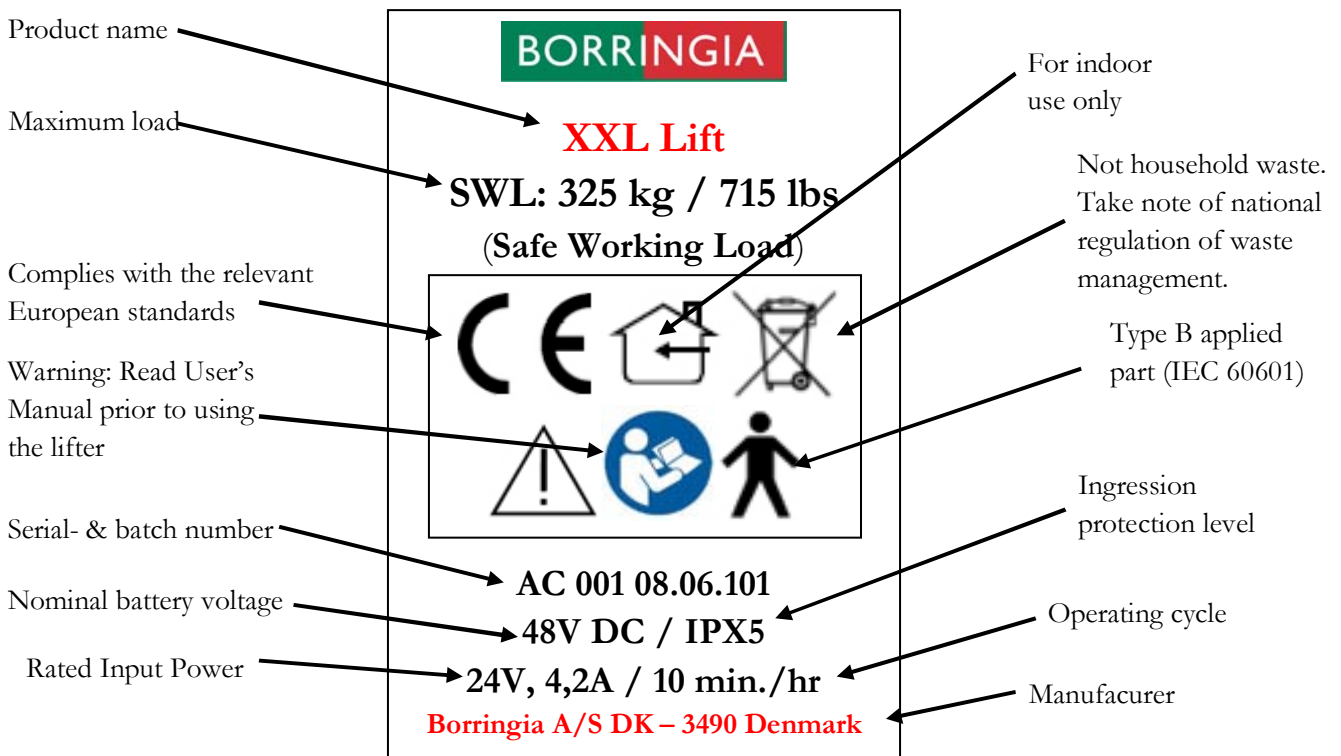 Product name
Maximum load
Complies with the relevant
European standards
Warning: Read User's
Manual prior to using
the lifter
Serial- & batch number
Nominal battery voltage
Rated Input Power
BORRINGIA
XXL Lift
SWL: 325 kg / 715 lbs
(Safe Working Load)
CE
AC 001 08.06.101
48V DC / IPX5
24V, 4,2A / 10 min./hr
Borringia A/S DK – 3490 Denmark
For indoor
use only
Not household waste.
Take note of national
regulation of waste
management.
Type B applied
part (IEC 60601)
Ingression
protection level
Operating cycle
Manufacurer